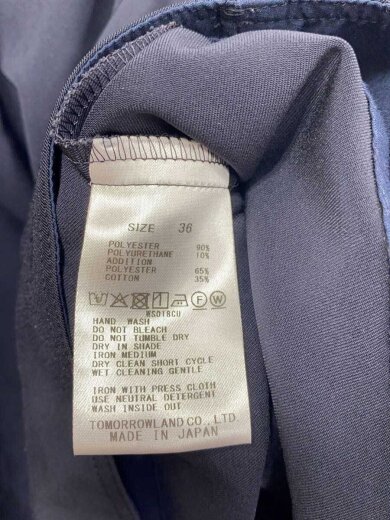 SIZE 36
POLYESTER 90%
POLYURETHANE 10%
ADDITION
POLYESTER 65%
COTTON 35%
F W
WS018CU
HAND WASH
DO NOT BLEACH
DO NOT TUMBLE DRY
DRY IN SHADE
IRON MEDIUM
DRY CLEAN SHORT CYCLE
WET CLEANING GENTLE
IRON WITH PRESS CLOTH
USE NEUTRAL DETERGENT
WASH INSIDE OUT
TOMORROWLAND CO., LTD.
MADE IN JAPAN